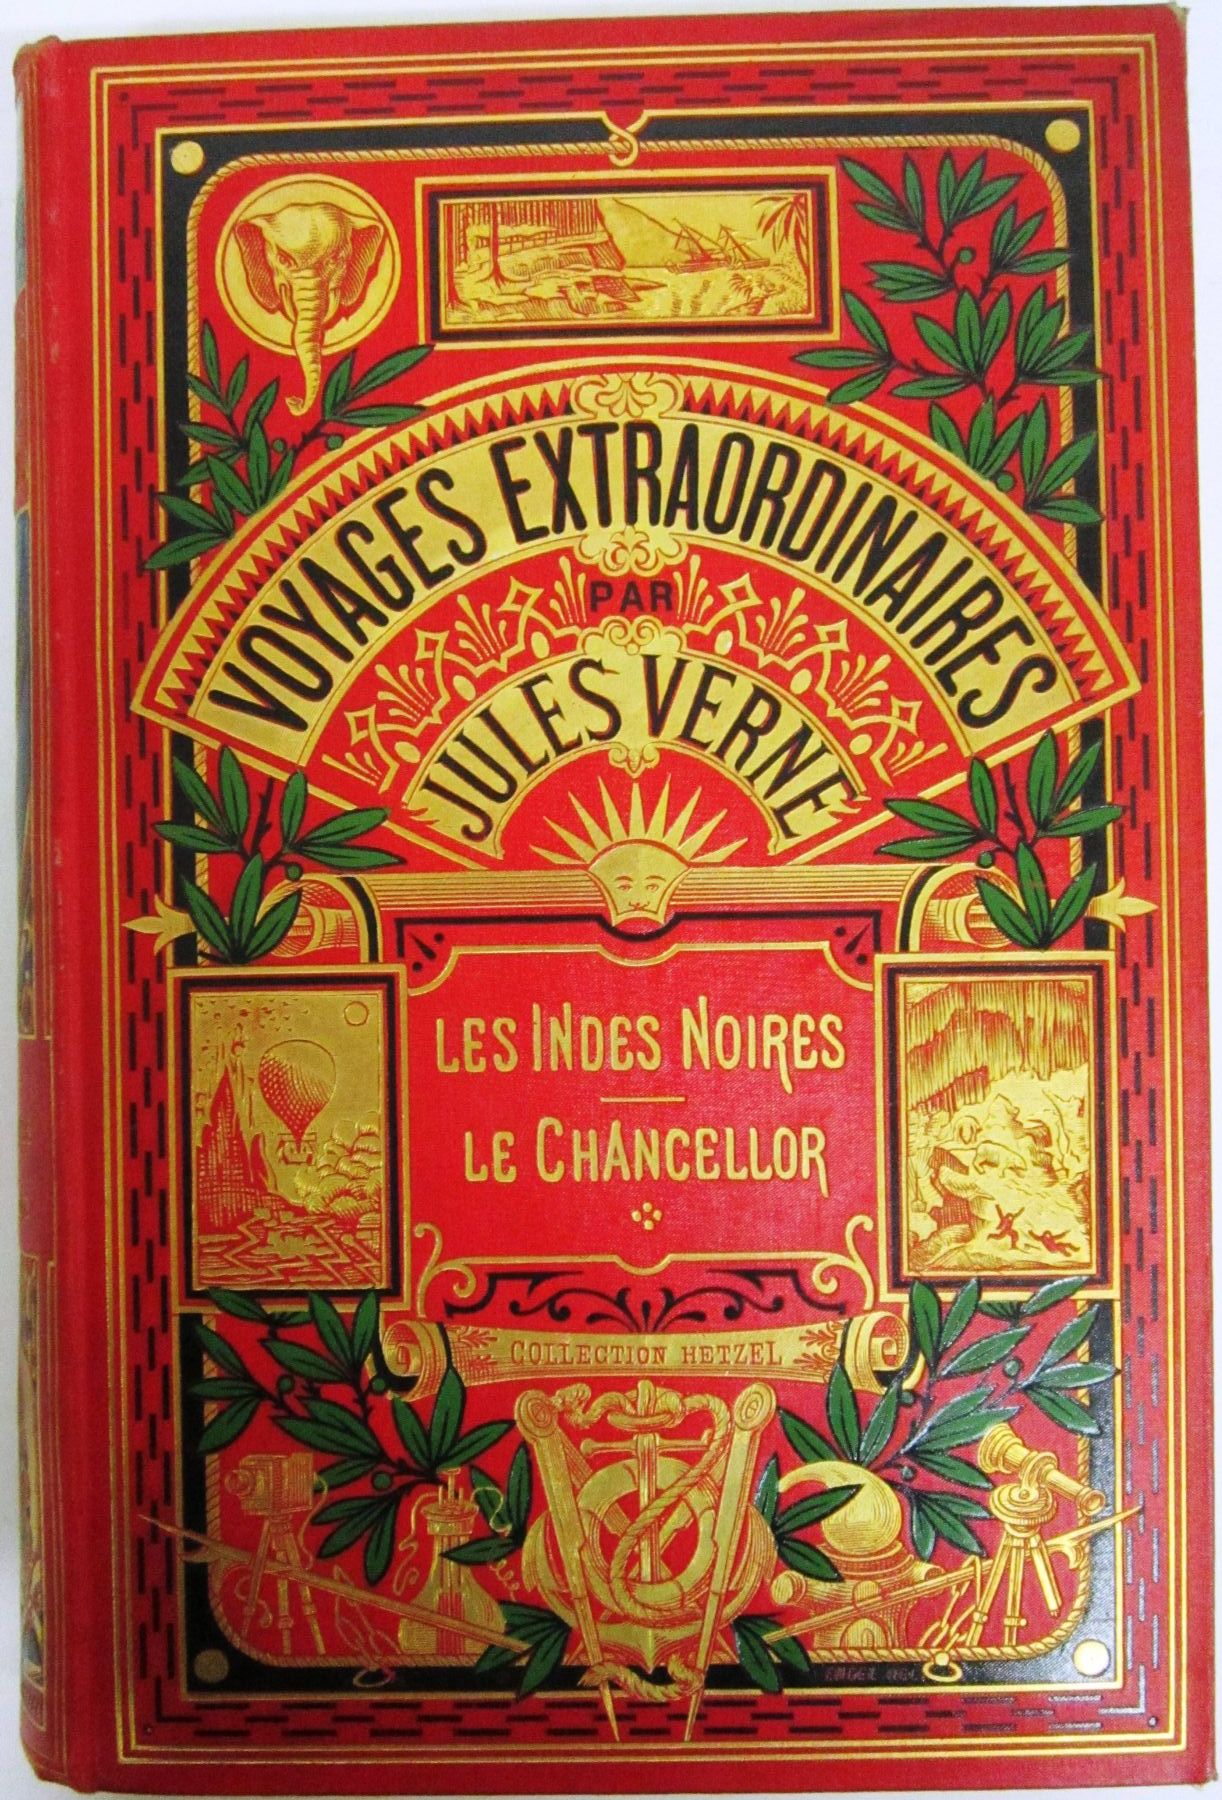 VOYAGES EXTRAORDINAIRES
PAR
JULES VERNE
LES INDES NOIRES
LE CHANCELLOR
COLLECTION HETZEL